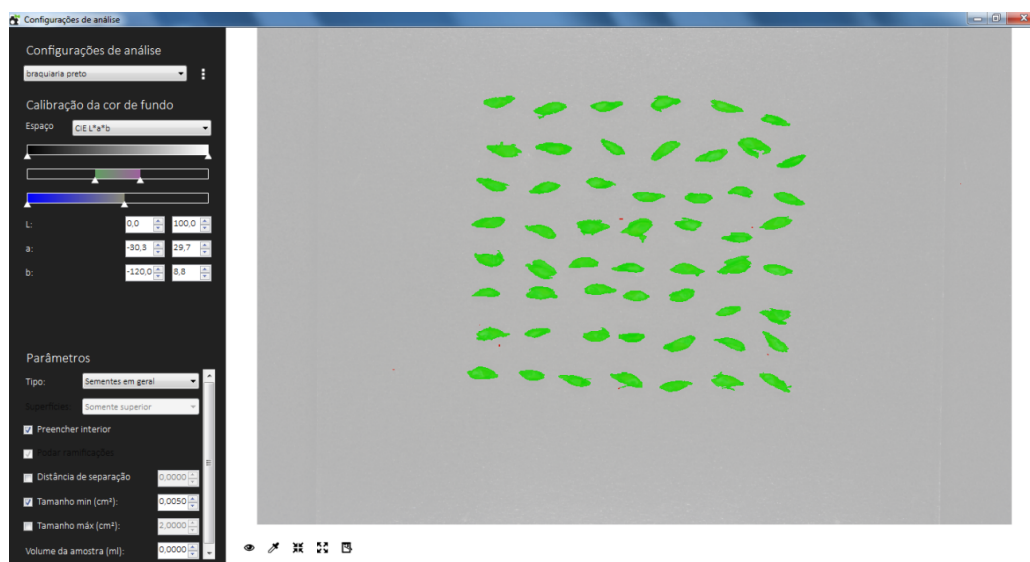 Configurações de análise
Configurações de análise
braquiaria preto
Calibração da cor de fundo
Espaço CIE L*a*b
L: 0,0 100,0
a: -30,3 29,7
b: -120,0 8,8
Parâmetros
Tipo: Sementes em geral
Superfícies: Somente superior
Preencher interior
Podar ramificações
Distância de separação 0,0000
Tamanho min (cm²): 0,0050
Tamanho máx (cm²): 2,0000
Volume da amostra (ml): 0,0000